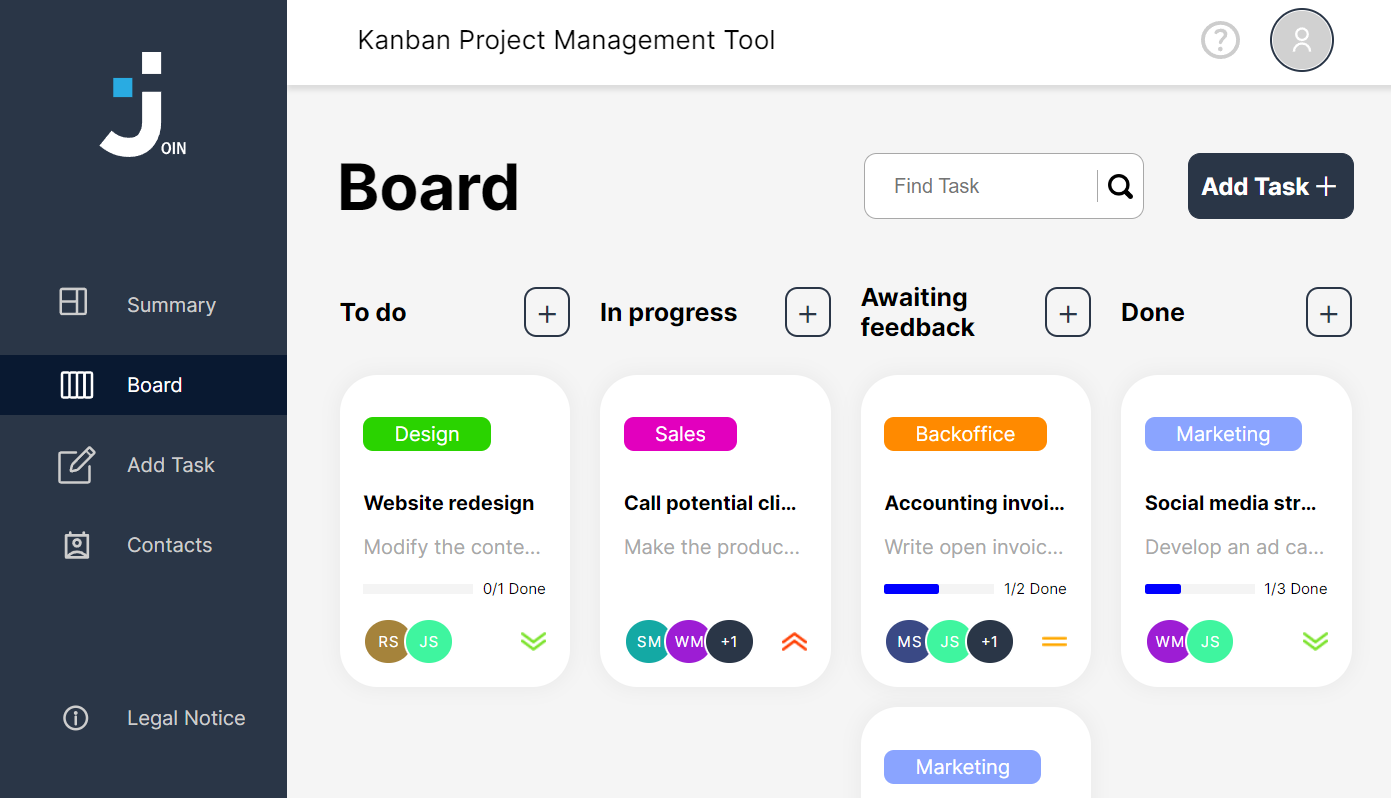 Kanban Project Management Tool
?
OIN
Board
Find Task
Add Task
Summary
Board
Add Task
Contacts
Legal Notice
To do
+
In progress
+
Awaiting
feedback
+
Done
+
Design
Website redesign
Modify the conte...
0/1 Done
RS JS
Sales
Call potential cli...
Make the produc...
SM WM +1
Backoffice
Accounting invoi...
Write open invoic...
1/2 Done
MS JS +1
Marketing
Social media str...
Develop an ad ca...
1/3 Done
WM JS
Marketing